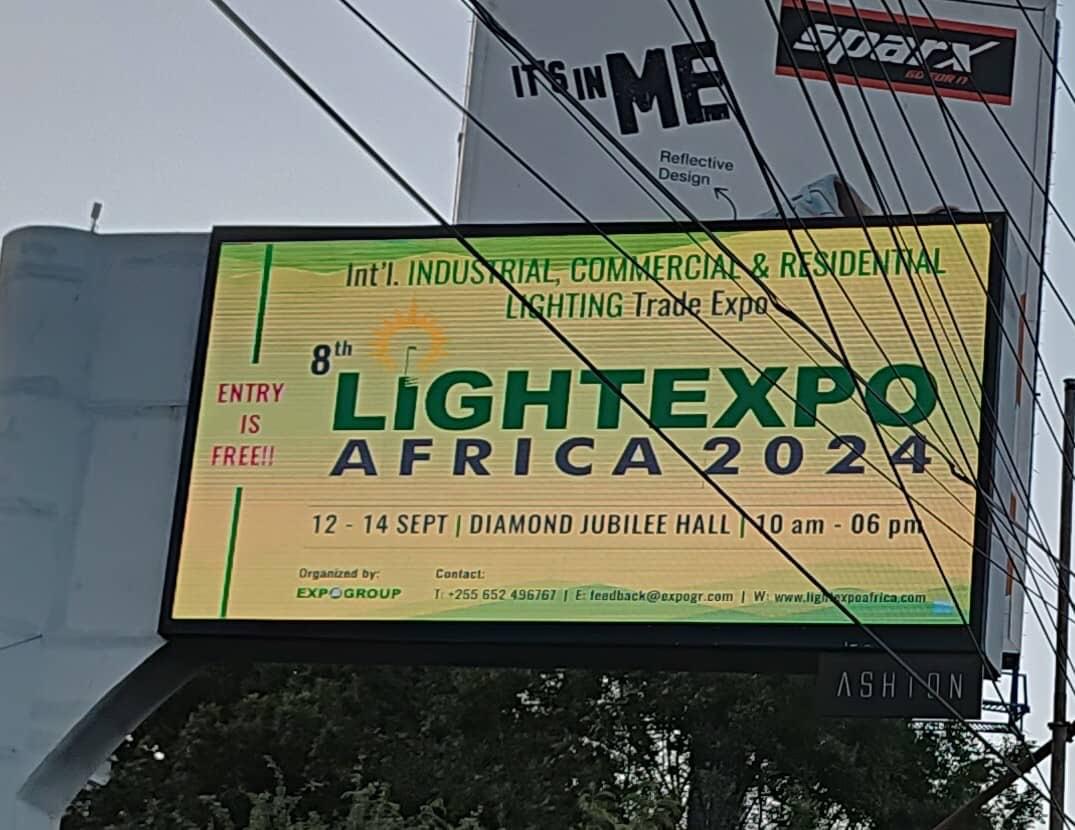 IT'S IN ME
sparx
GO FOR IT
Reflective
Design
Int'l. INDUSTRIAL, COMMERCIAL & RESIDENTIAL
LIGHTING Trade Expo
8th
LIGHTEXPO
AFRICA 2024
ENTRY
IS
FREE!!
12 - 14 SEPT | DIAMOND JUBILEE HALL | 10 am - 06 pm
Organized by:
EXPOGROUP
Contact:
T: +255 652 496767 | E: feedback@expogr.com | W: www.lightexpoafrica.com
ASHTON